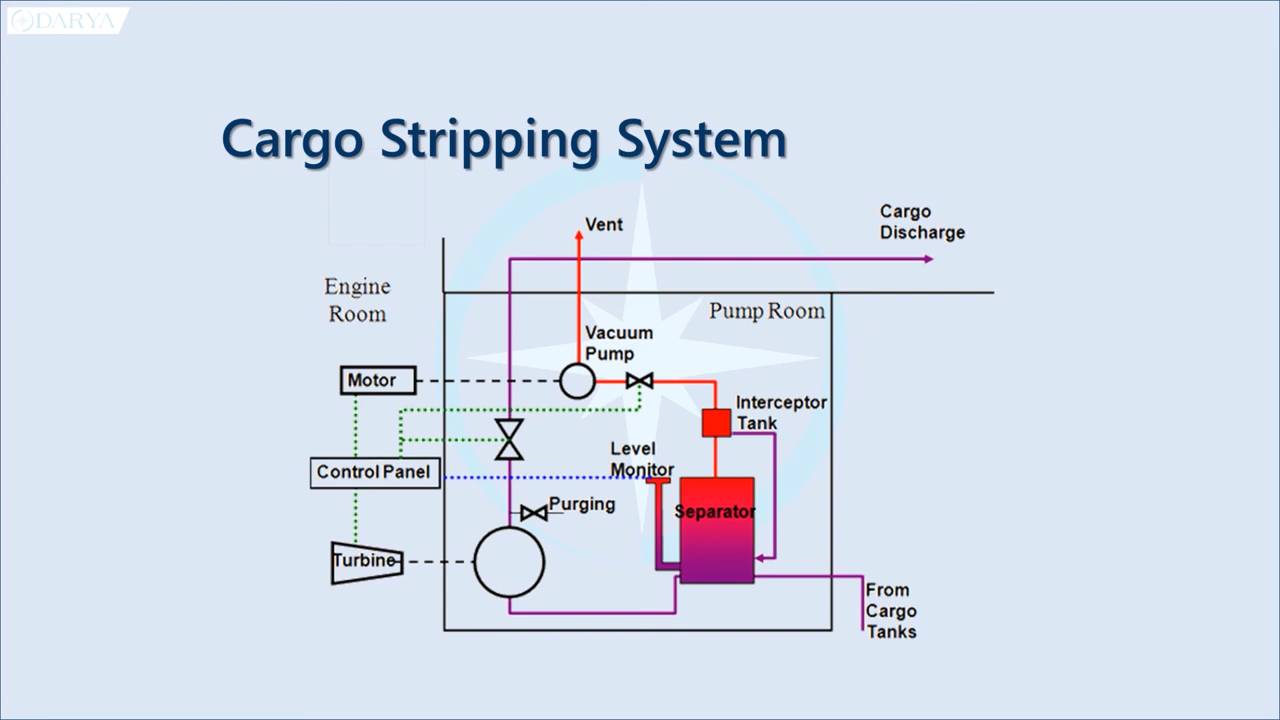 ODARYA
Cargo Stripping System
Vent
Cargo
Discharge
Engine
Room
Pump Room
Vacuum
Pump
Motor
Interceptor
Tank
Level
Monitor
Control Panel
Purging
Separator
Turbine
From
Cargo
Tanks